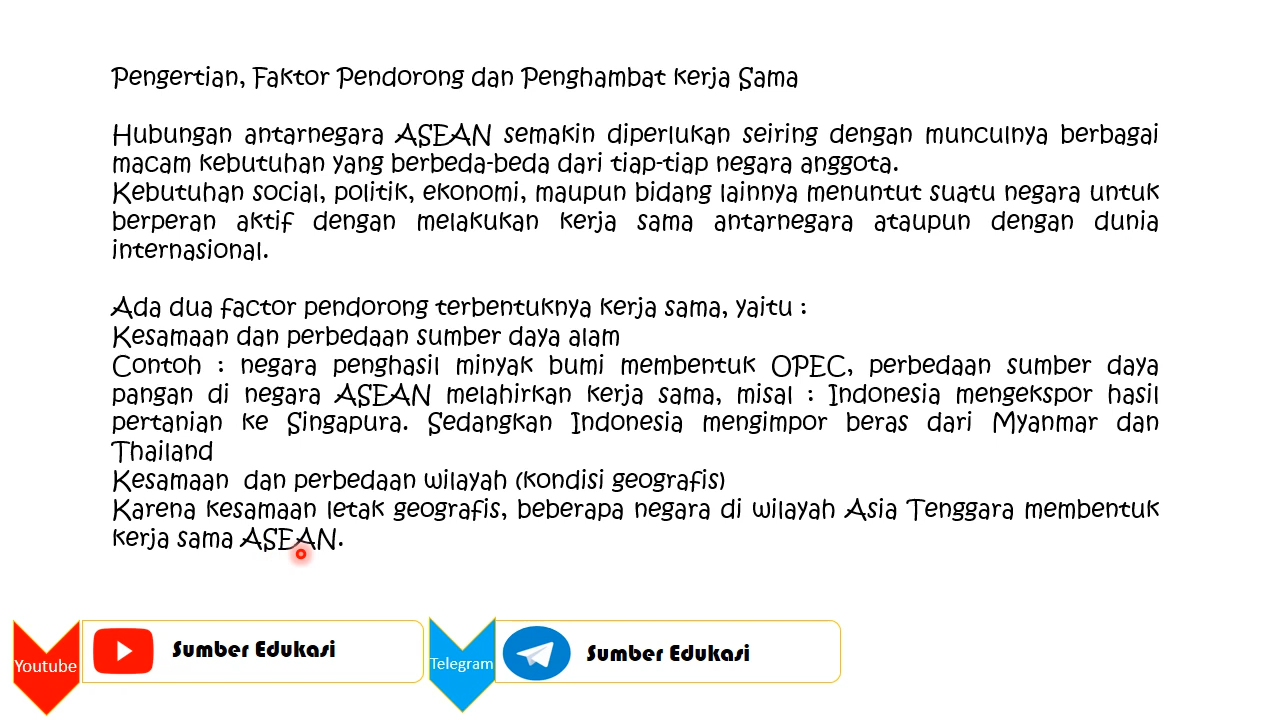 Pengertian, Faktor Pendorong dan Penghambat kerja Sama
Hubungan antarnegara ASEAN semakin diperlukan seiring dengan munculnya berbagai
macam kebutuhan yang berbeda-beda dari tiap-tiap negara anggota.
Kebutuhan social, politik, ekonomi, maupun bidang lainnya menuntut suatu negara untuk
berperan aktif dengan melakukan kerja sama antarnegara ataupun dengan dunia
internasional.
Ada dua factor pendorong terbentuknya kerja sama, yaitu :
Kesamaan dan perbedaan sumber daya alam
Contoh : negara penghasil minyak bumi membentuk OPEC, perbedaan sumber daya
pangan di negara ASEAN melahirkan kerja sama, misal : Indonesia mengekspor hasil
pertanian ke Singapura. Sedangkan Indonesia mengimpor beras dari Myanmar dan
Thailand
Kesamaan dan perbedaan wilayah (kondisi geografis)
Karena kesamaan letak geografis, beberapa negara di wilayah Asia Tenggara membentuk
kerja sama ASEAN.
Youtube Sumber Edukasi Telegram Sumber Edukasi